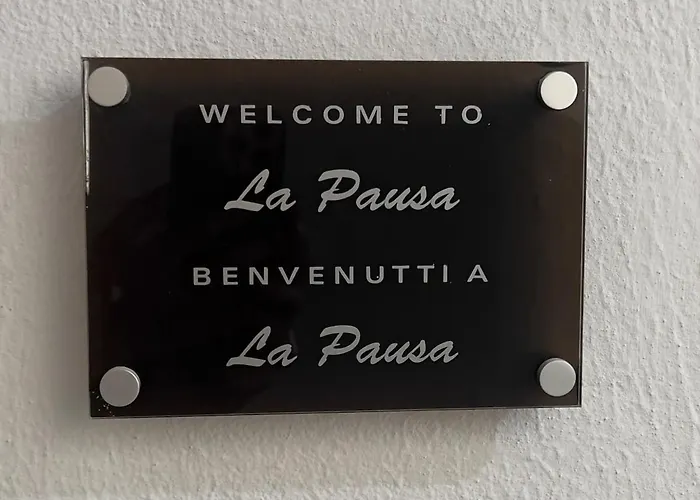 WELCOME TO
La Pausa
BENVENUTTI A
La Pausa